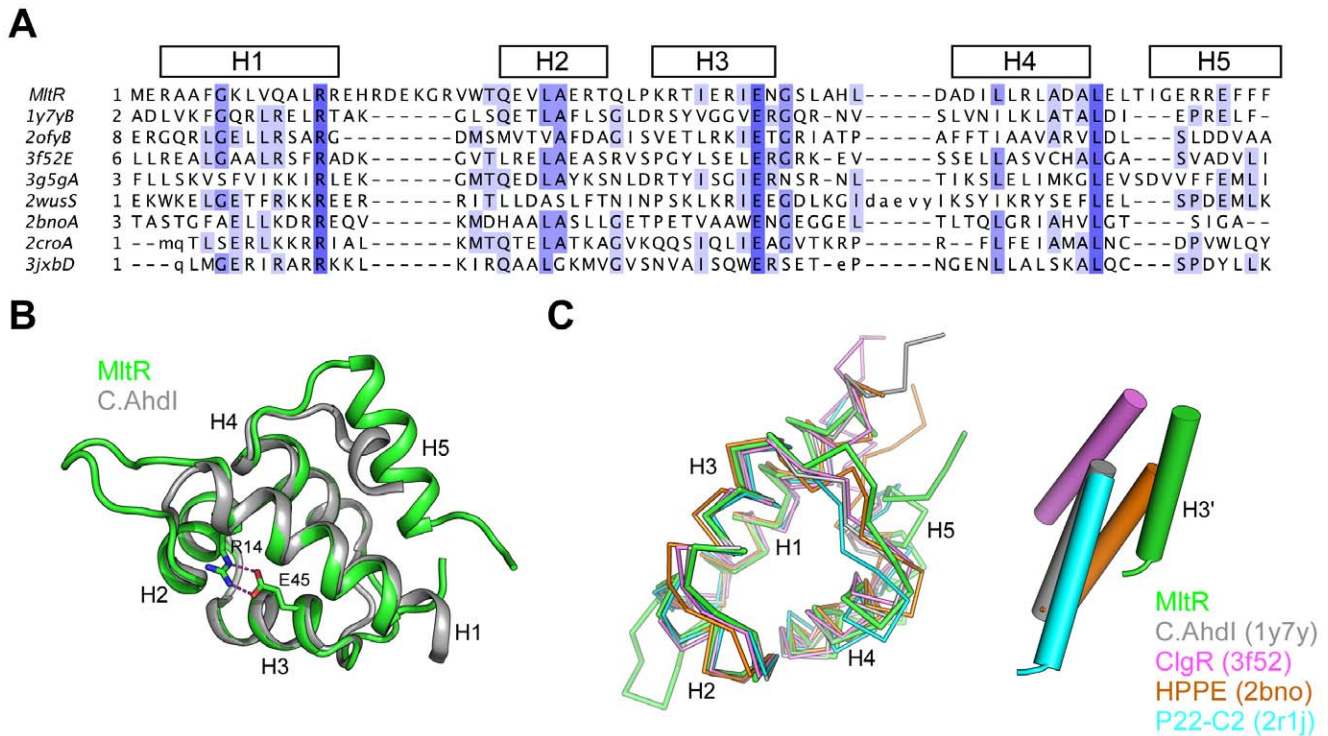 A
H1 H2 H3 H4 H5
MltR 1 MERAAFGKLVQALRREHRDEKGRVWTQEVLAERTQLPKRTIERIENGSLAHL-----DADILLRLADALELTIGERREFFF
1y7yB 2 ADLVKFGQRLRELRTAK------GLSQETLAFLSGLDRSYVGGVERGQR-NV-----SLVNILKLATALDI---EPRELF-
2ofyB 8 ERGQRLGELLRSARGD-------DMSMVTVAFDAGISVETLRKIETGRIATP-----AFFTIAAVARVLDL---SLDDVAA
3f52E 6 LLREALGAALRSFRADK------GVTLRELAEASRVSPGYLSELERGRK-EV-----SSELLASVCHALGA---SVADVLI
3g5gA 3 FLLSKVSFVIKKIRLEK------GMTQEDLAYKSNLDRTYISGIERNSR-NL-----TIKSLELIMKGLEVSDVVFFEMLI
2wusS 1 EKWKELGETFRKKREER------RITLLDASLFTNINPSKLKRIEEGDLKGIdaevyIKSYIKRYSEFLEL---SPDEMLK
2bnoA 3 TASTGFAELLKDRREQV------KMDHAALASLLGETPETVAAWENGEGGEL-----TLTQLGRIAHVLGT----SIGA--
2croA 1 --mqTLSERLKKRRIAL------KMTQTELATKAGVKQQSIQLIEAGVTKRP-----R--FLFEIAMALNC---DPVWLQY
3jxbD 1 ---qLMGERIRARRKKL------KIRQAALGKMVGVSNVAISQWERSET-eP-----NGENLLALSKALQC---SPDYLLK
B
MltR
C.AhdI
H4
H5
R14
E45
H2
H1
H3
C
H3
H1
H5
H2
H4
H3'
MltR
C.AhdI (1y7y)
ClgR (3f52)
HPPE (2bno)
P22-C2 (2r1j)